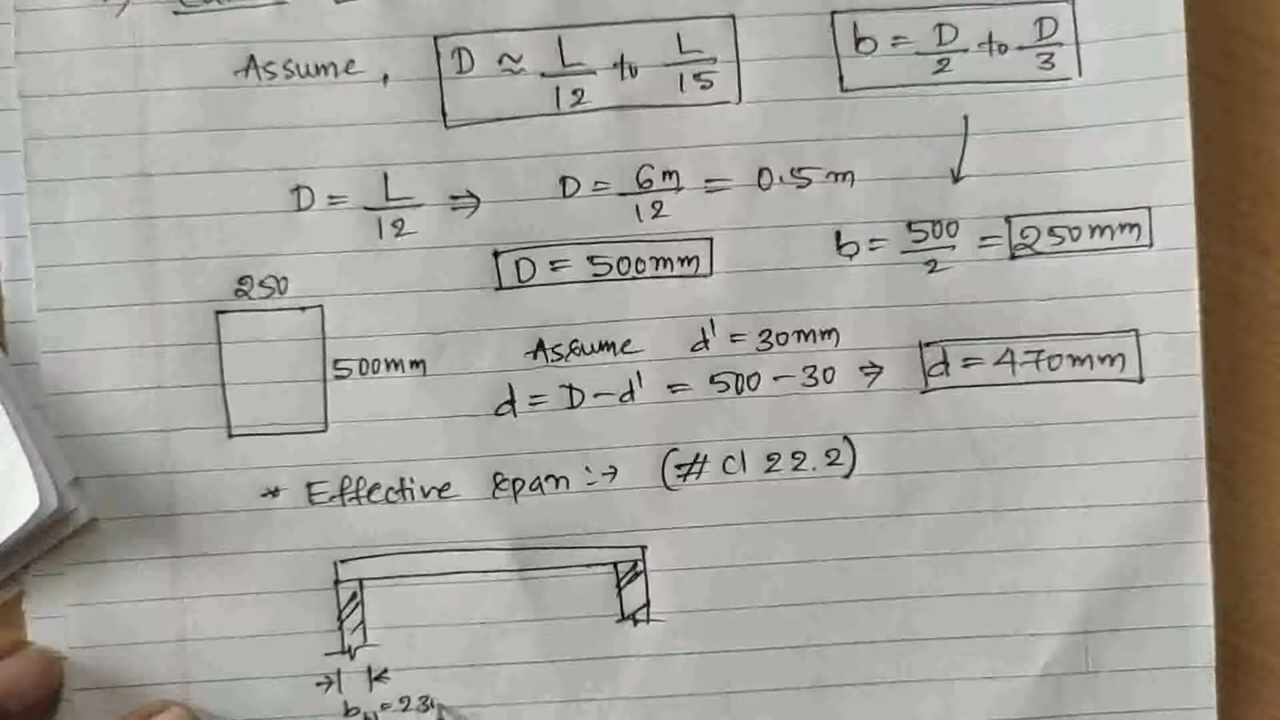 Assume, D ≈ L/12 to L/15 b = D/2 to D/3
D = L/12 ⇒ D = 6m/12 = 0.5m
b = 500/2 = 250mm
D = 500mm
250
500mm
Assume d' = 30mm
d = D-d' = 500-30 ⇒ d = 470mm
* Effective span :→ (# Cl 22.2)